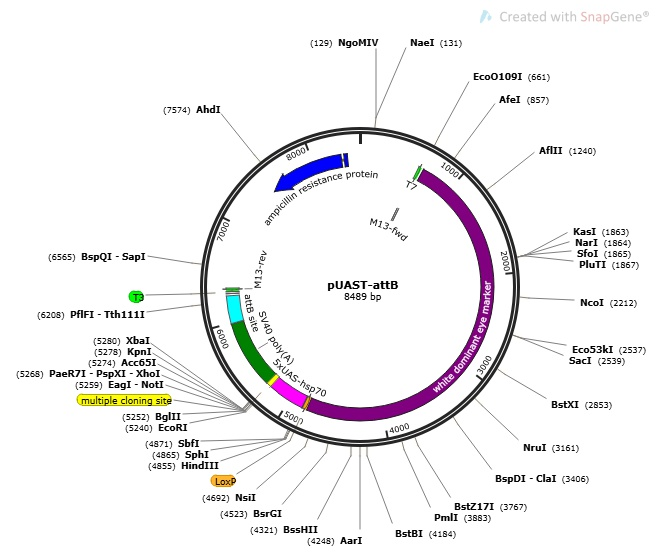 Created with SnapGene®
(129) NgoMIV
NaeI (131)
EcoO109I (661)
AfeI (857)
(7574) AhdI
AflII (1240)
8000
1000
ampicillin resistance protein
T7
M13-fwd
7000
KasI (1863)
NarI (1864)
SfoI (1865)
PluTI (1867)
2000
(6565) BspQI - SapI
M13-rev
pUAST-attB
8489 bp
T3
NcoI (2212)
attB site
(6208) PflFI - Tth111I
SV40 poly(A)
white dominant eye marker
6000
(5280) XbaI
(5278) KpnI
(5274) Acc65I
(5268) PaeR7I - PspXI - XhoI
(5259) EagI - NotI
multiple cloning site
(5252) BglII
(5240) EcoRI
Eco53kI (2537)
SacI (2539)
3000
5xUAS-hsp70
BstXI (2853)
5000
4000
(4871) SbfI
(4865) SphI
(4855) HindIII
LoxP
NruI (3161)
BspDI - ClaI (3406)
(4692) NsiI
(4523) BsrGI
(4321) BssHII
(4248) AarI
BstBI (4184)
PmlI (3883)
BstZ17I (3767)